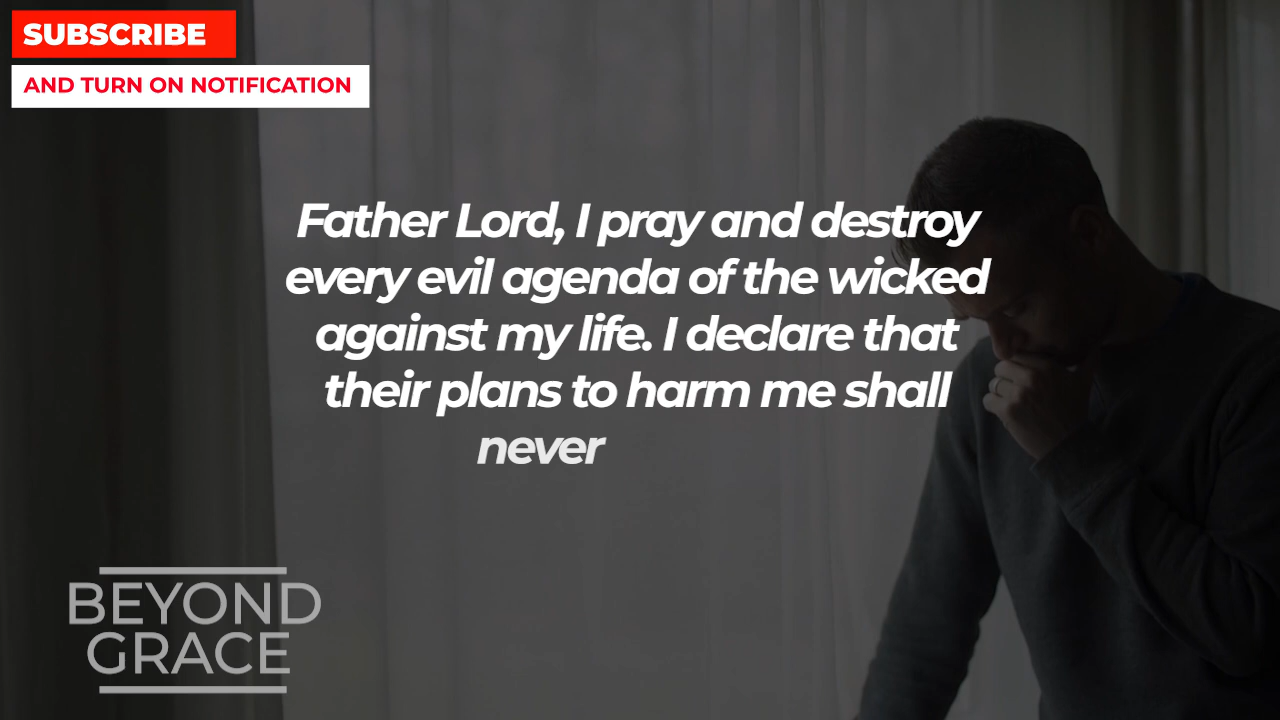 SUBSCRIBE
AND TURN ON NOTIFICATION
Father Lord, I pray and destroy
every evil agenda of the wicked
against my life. I declare that
their plans to harm me shall
never
BEYOND
GRACE